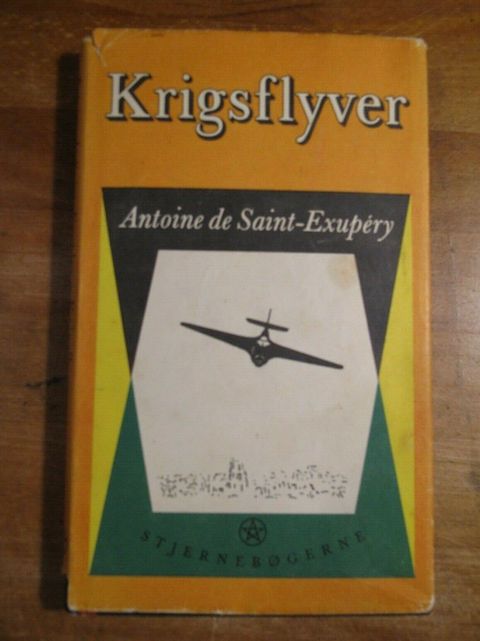 Krigsflyver
Antoine de Saint-Exupéry
STJERNEBØGERNE